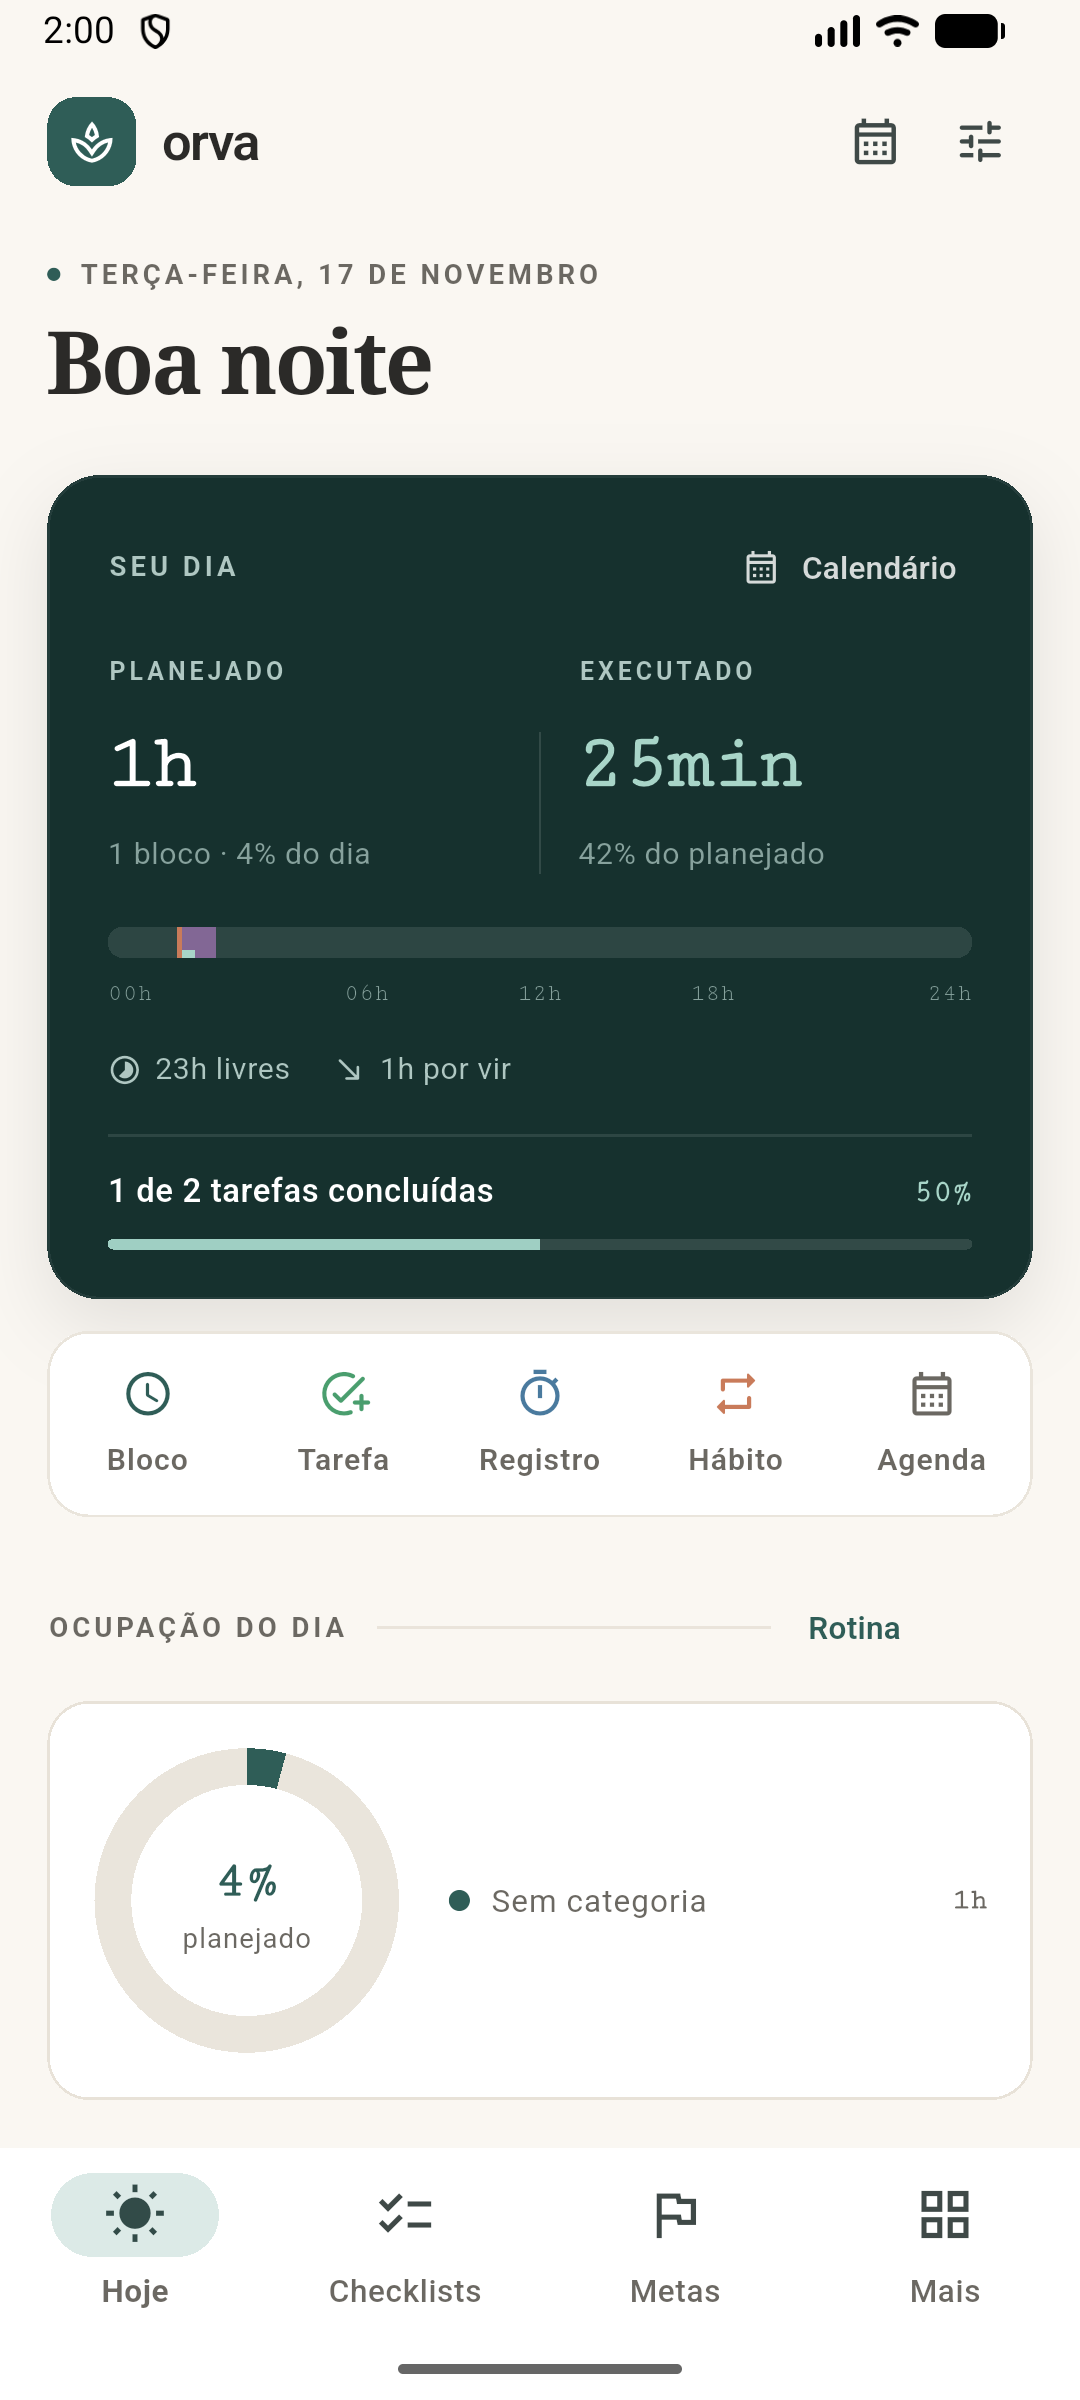 2:00
orva
TERÇA-FEIRA, 17 DE NOVEMBRO
Boa noite
SEU DIA
Calendário
PLANEJADO
EXECUTADO
1h
25min
1 bloco · 4% do dia
42% do planejado
00h 06h 12h 18h 24h
23h livres
1h por vir
1 de 2 tarefas concluídas
50%
Bloco
Tarefa
Registro
Hábito
Agenda
OCUPAÇÃO DO DIA
Rotina
4%
planejado
Sem categoria
1h
Hoje
Checklists
Metas
Mais